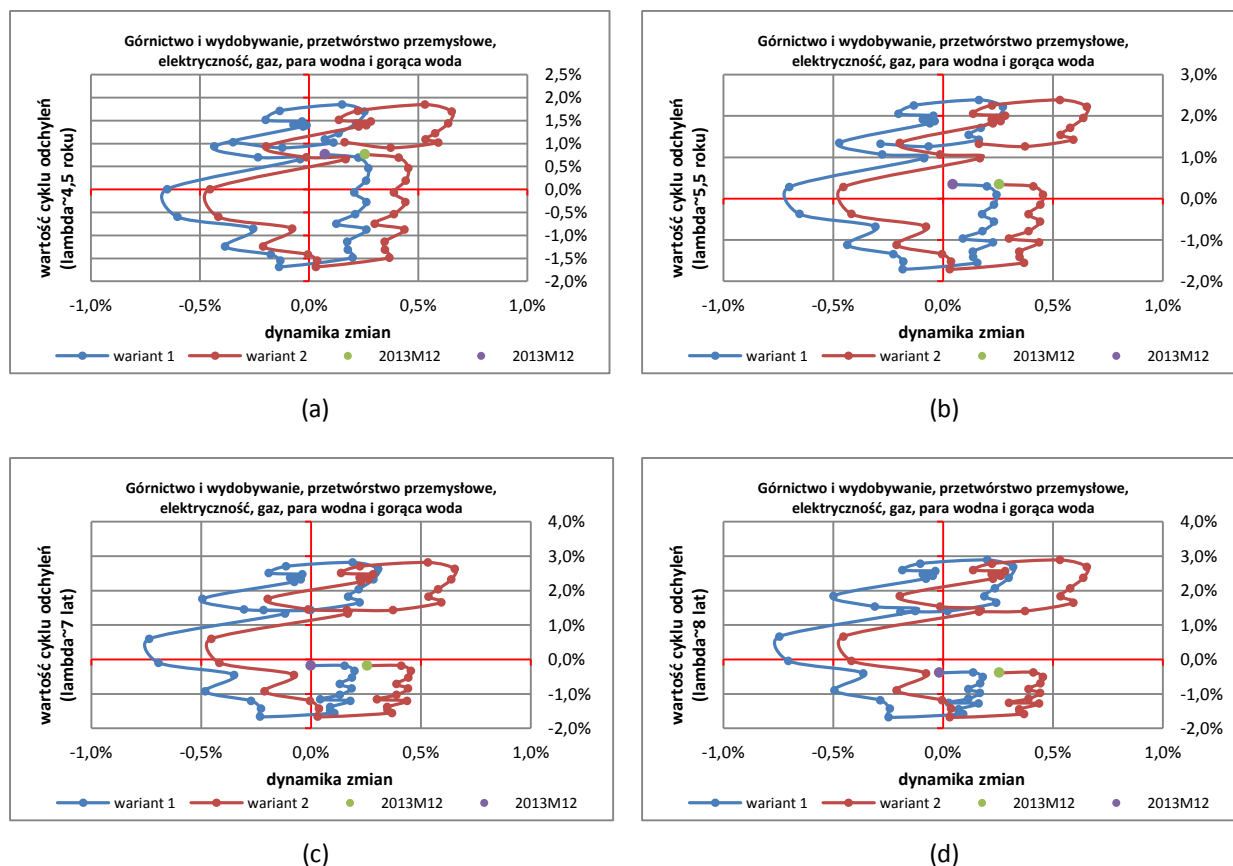 Górnictwo i wydobywanie, przetwórstwo przemysłowe,
elektryczność, gaz, para wodna i gorąca woda
2,5%
2,0%
1,5%
1,0%
0,5%
0,0%
-0,5%
-1,0%
-1,5%
-2,0%
-1,0% -0,5% 0,0% 0,5% 1,0%
wartość cyklu odchyleń
(lambda~4,5 roku)
dynamika zmian
wariant 1 wariant 2 2013M12 2013M12
(a)
Górnictwo i wydobywanie, przetwórstwo przemysłowe,
elektryczność, gaz, para wodna i gorąca woda
3,0%
2,0%
1,0%
0,0%
-1,0%
-2,0%
-1,0% -0,5% 0,0% 0,5% 1,0%
wartość cyklu odchyleń
(lambda~5,5 roku
dynamika zmian
wariant 1 wariant 2 2013M12 2013M12
(b)
Górnictwo i wydobywanie, przetwórstwo przemysłowe,
elektryczność, gaz, para wodna i gorąca woda
4,0%
3,0%
2,0%
1,0%
0,0%
-1,0%
-2,0%
-1,0% -0,5% 0,0% 0,5% 1,0%
wartość cyklu odchyleń
(lambda~7 lat)
dynamika zmian
wariant 1 wariant 2 2013M12 2013M12
(c)
Górnictwo i wydobywanie, przetwórstwo przemysłowe,
elektryczność, gaz, para wodna i gorąca woda
4,0%
3,0%
2,0%
1,0%
0,0%
-1,0%
-2,0%
-1,0% -0,5% 0,0% 0,5% 1,0%
wartość cyklu odchyleń
(lambda~8 lat)
dynamika zmian
wariant 1 wariant 2 2013M12 2013M12
(d)